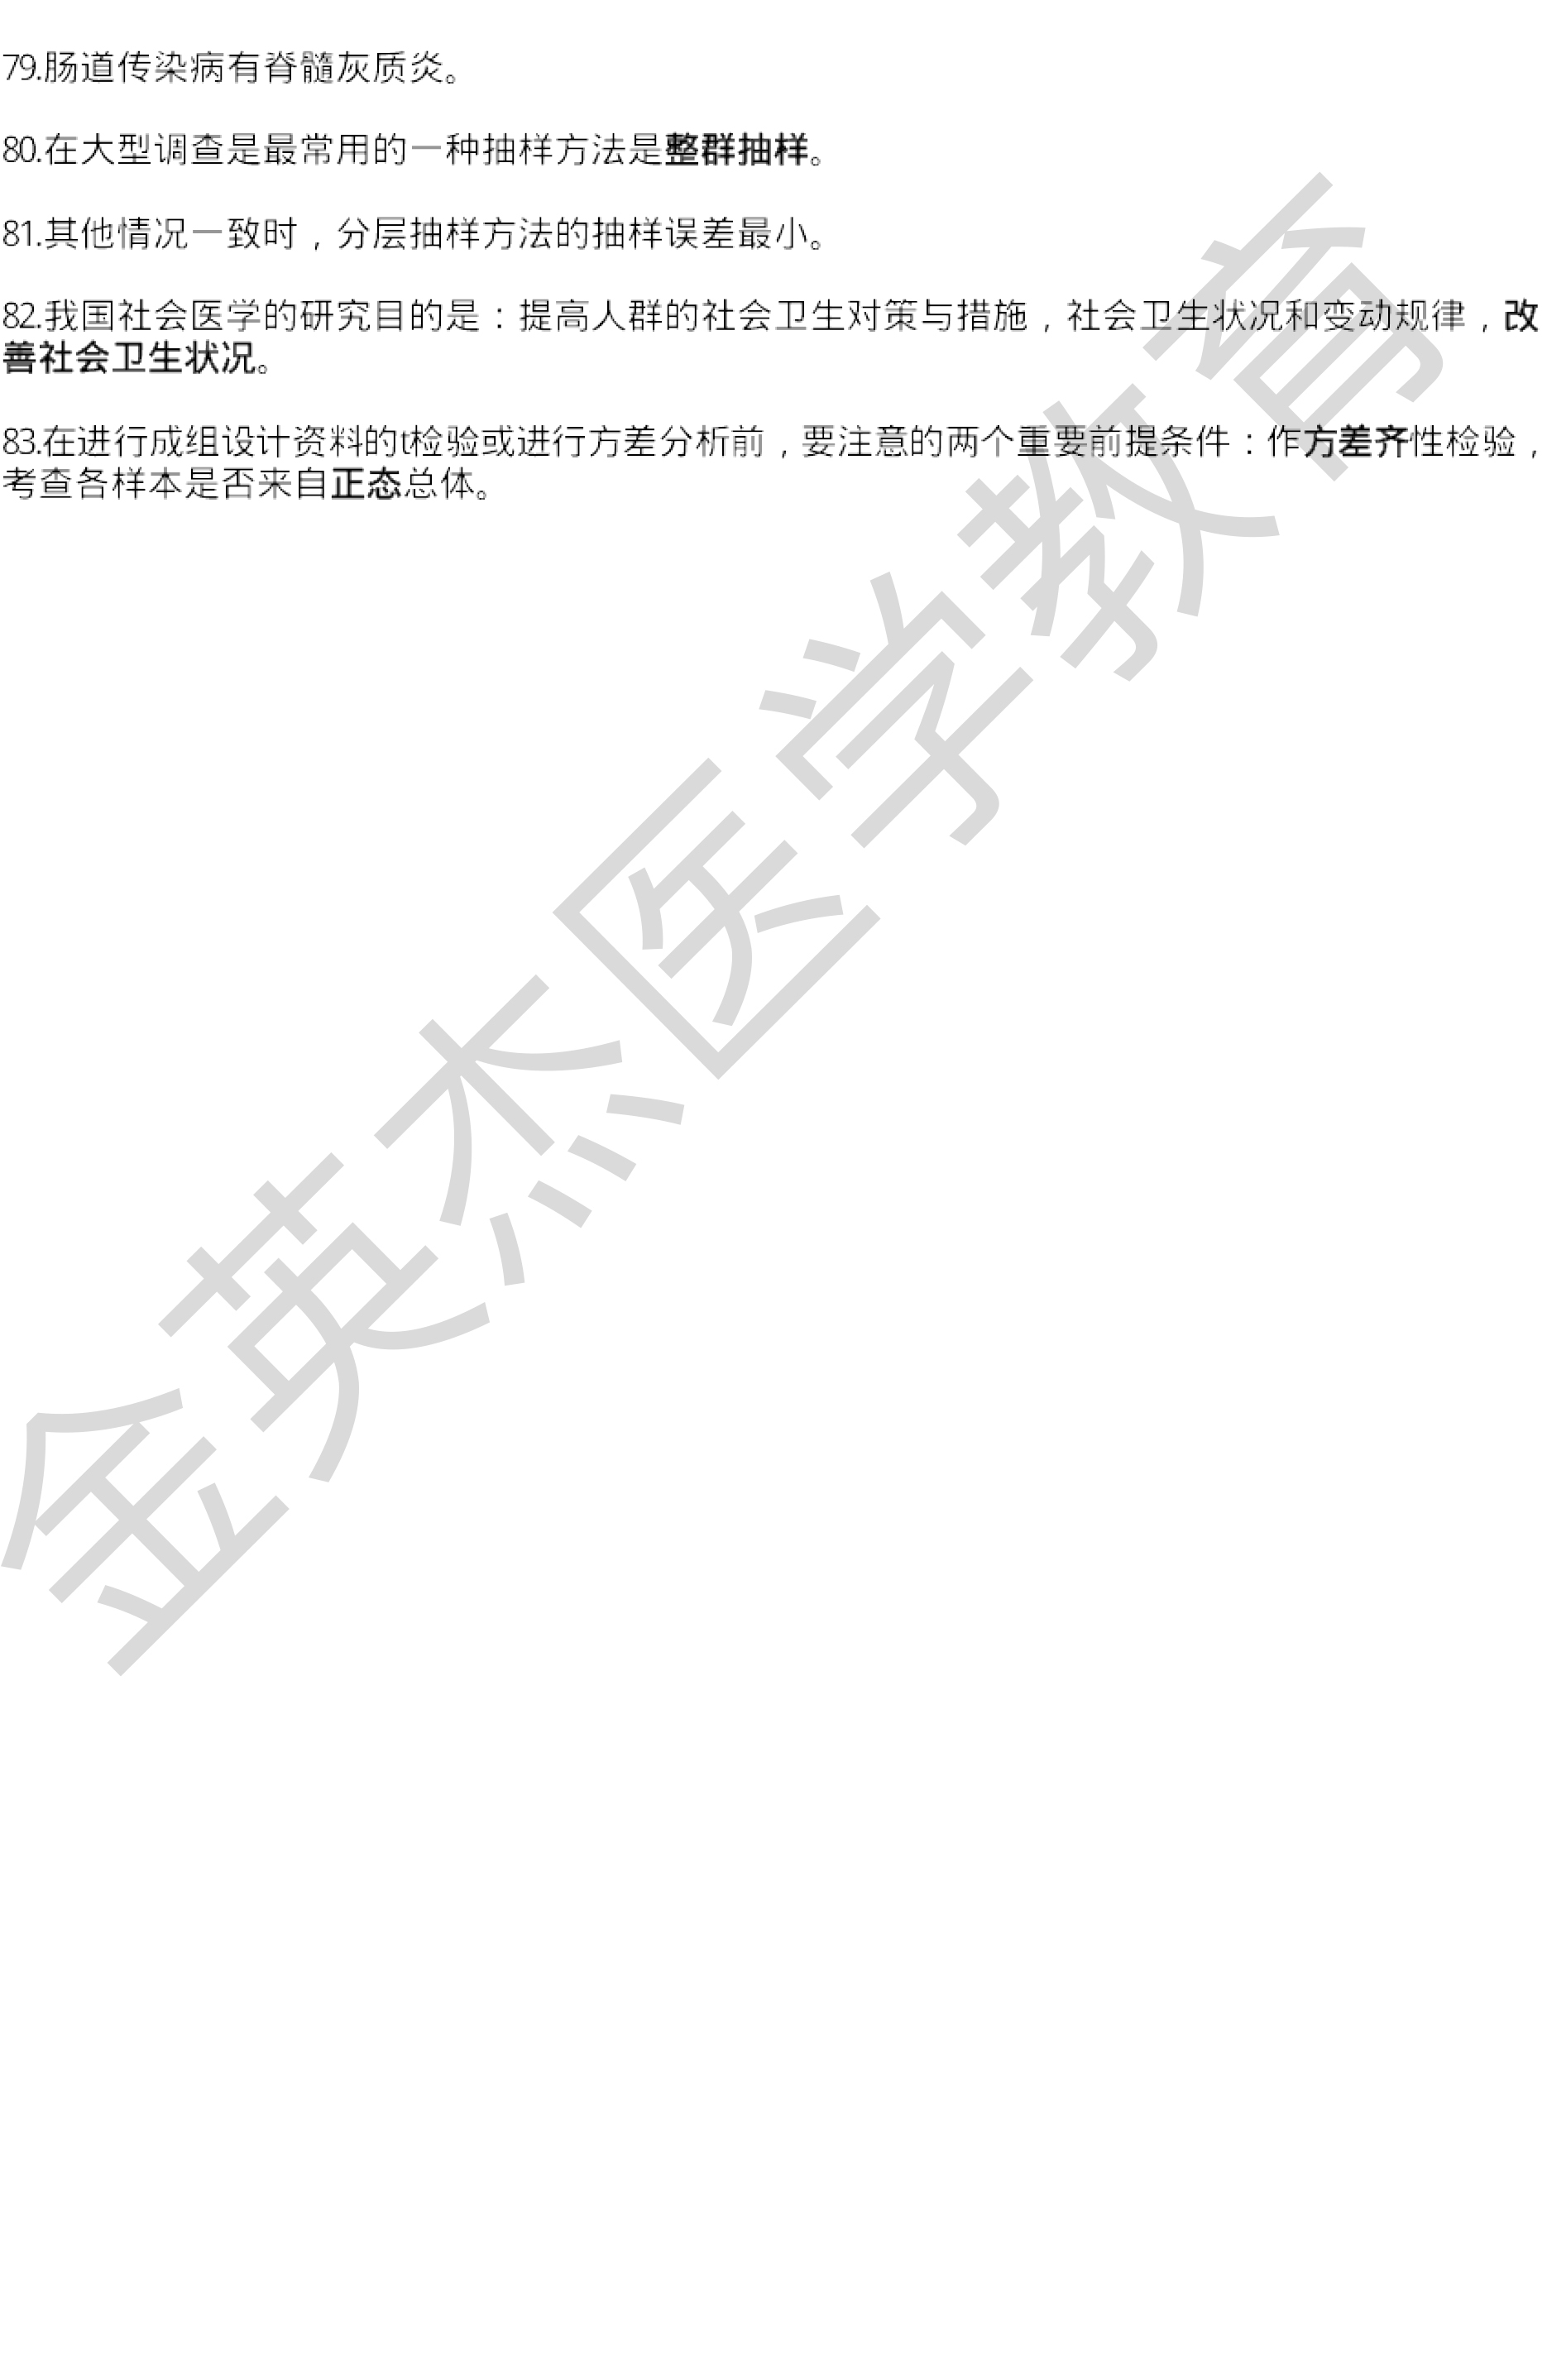 79.肠道传染病有脊髓灰质炎。
80.在大型调查是最常用的一种抽样方法是整群抽样。
81.其他情况一致时，分层抽样方法的抽样误差最小。
82.我国社会医学的研究目的是：提高人群的社会卫生对策与措施，社会卫生状况和变动规律，改
善社会卫生状况。
83.在进行成组设计资料的t检验或进行方差分析前，要注意的两个重要前提条件：作方差齐性检验，
考查各样本是否来自正态总体。
金英杰医学教育